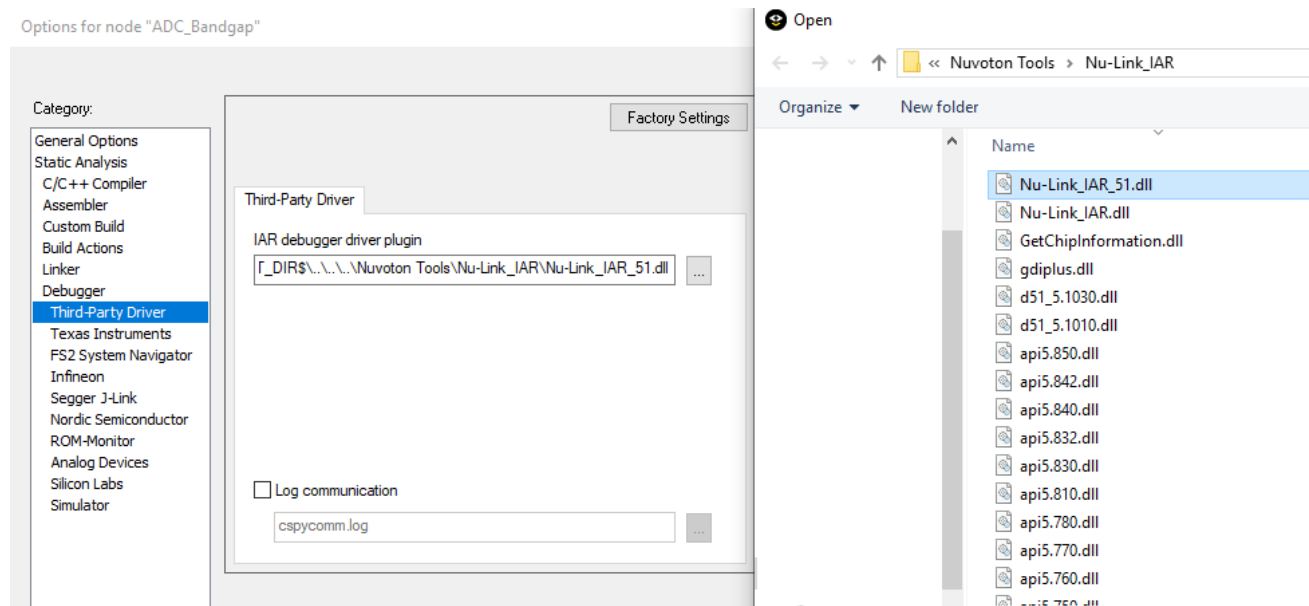 Options for node "ADC_Bandgap"
Category:
General Options
Static Analysis
C/C++ Compiler
Assembler
Custom Build
Build Actions
Linker
Debugger
Third-Party Driver
Texas Instruments
FS2 System Navigator
Infineon
Segger J-Link
Nordic Semiconductor
ROM-Monitor
Analog Devices
Silicon Labs
Simulator
Factory Settings
Third-Party Driver
IAR debugger driver plugin
T_DIR$\..\..\..\Nuvoton Tools\Nu-Link_IAR\Nu-Link_IAR_51.dll
...
Log communication
cspycomm.log
...
Open
« Nuvoton Tools > Nu-Link_IAR
Organize
New folder
Name
Nu-Link_IAR_51.dll
Nu-Link_IAR.dll
GetChipInformation.dll
gdiplus.dll
d51_5.1030.dll
d51_5.1010.dll
api5.850.dll
api5.842.dll
api5.840.dll
api5.832.dll
api5.830.dll
api5.810.dll
api5.780.dll
api5.770.dll
api5.760.dll